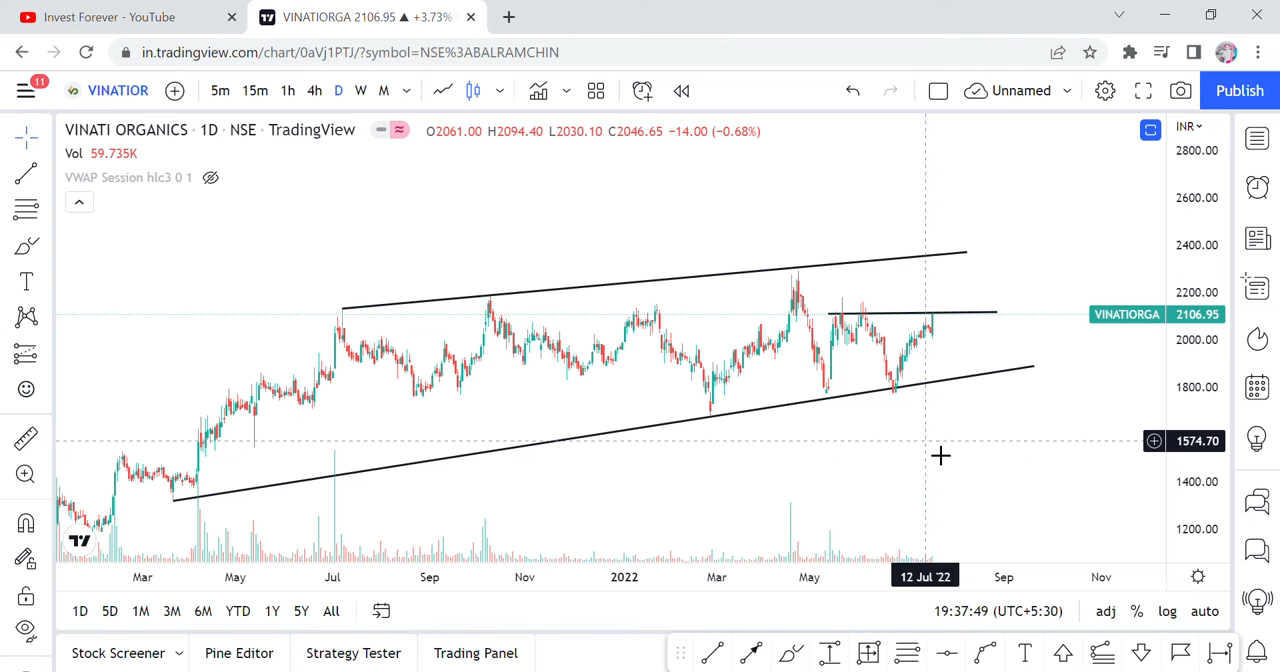 Invest Forever - YouTube
VINATIORGA 2106.95 ▲ +3.73%
in.tradingview.com/chart/0aVj1PTJ/?symbol=NSE%3ABALRAMCHIN
11
VINATIOR
5m 15m 1h 4h D W M
Unnamed
Publish
VINATI ORGANICS · 1D · NSE · TradingView
O2061.00 H2094.40 L2030.10 C2046.65 −14.00 (−0.68%)
INR
Vol 59.735K
VWAP Session hlc3 0 1
2800.00
2600.00
2400.00
2200.00
VINATIORGA 2106.95
2000.00
1800.00
1574.70
1400.00
1200.00
Mar May Jul Sep Nov 2022 Mar May 12 Jul '22 Sep Nov
1D 5D 1M 3M 6M YTD 1Y 5Y All
19:37:49 (UTC+5:30) adj % log auto
Stock Screener Pine Editor Strategy Tester Trading Panel